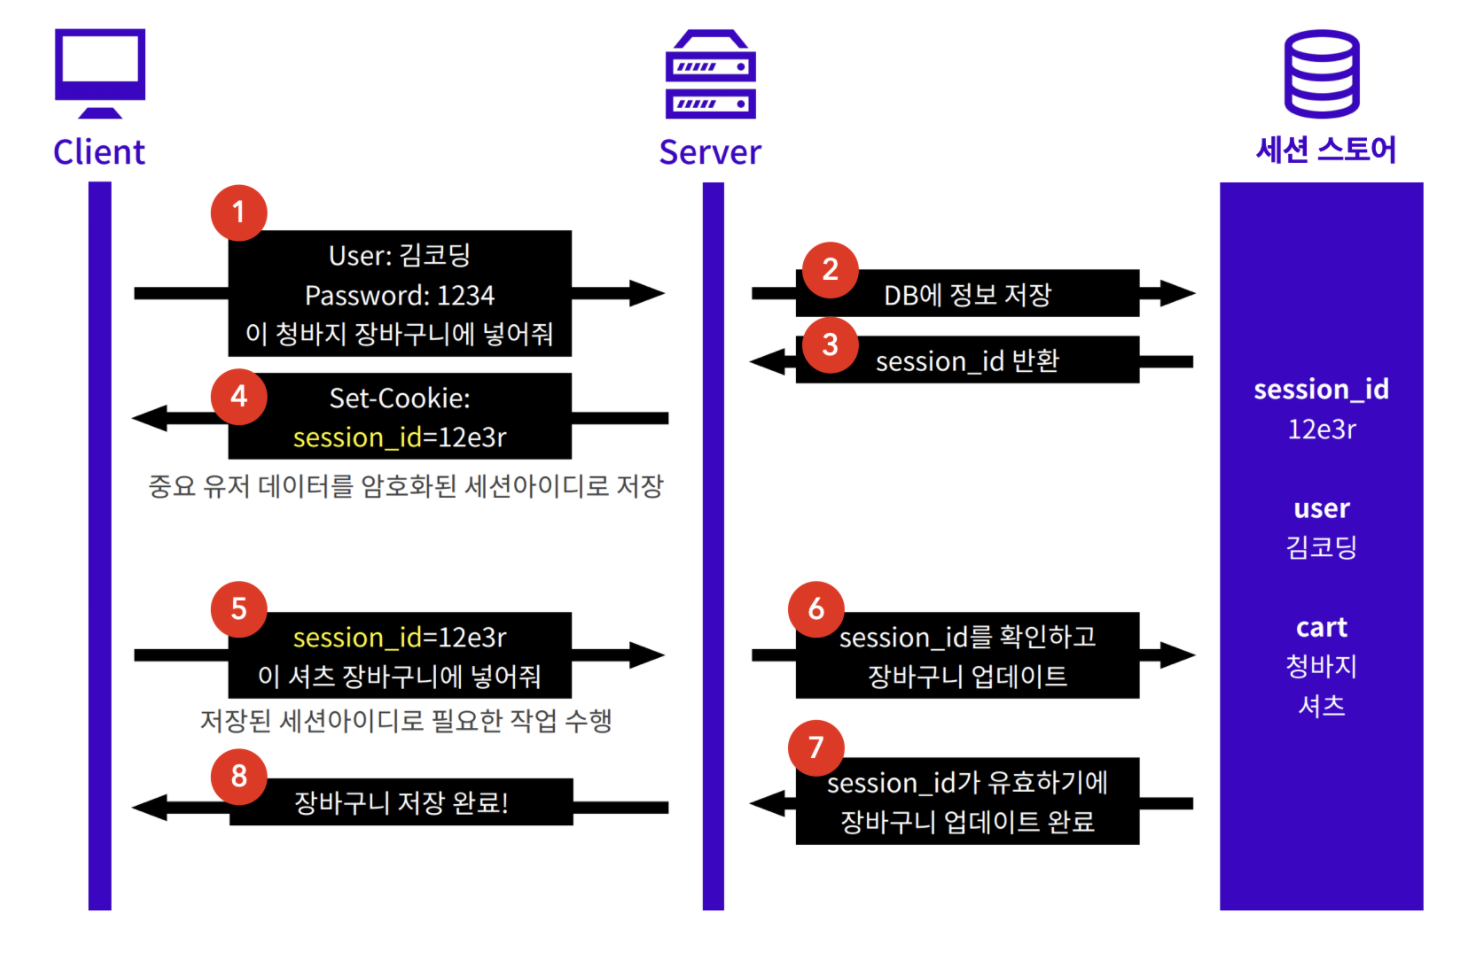 Client
Server
세션 스토어
1
User: 김코딩
Password: 1234
이 청바지 장바구니에 넣어줘
2
DB에 정보 저장
3
session_id 반환
4
Set-Cookie:
session_id=12e3r
중요 유저 데이터를 암호화된 세션아이디로 저장
5
session_id=12e3r
이 셔츠 장바구니에 넣어줘
저장된 세션아이디로 필요한 작업 수행
6
session_id를 확인하고
장바구니 업데이트
7
session_id가 유효하기에
장바구니 업데이트 완료
8
장바구니 저장 완료!
session_id
12e3r
user
김코딩
cart
청바지
셔츠